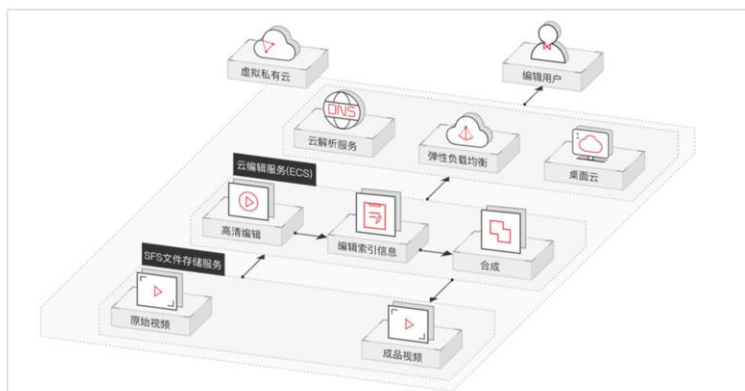 虚拟私有云
编辑用户
DNS
云解析服务
弹性负载均衡
桌面云
云编辑服务(ECS)
高清编辑
编辑索引信息
合成
SFS文件存储服务
原始视频
成品视频